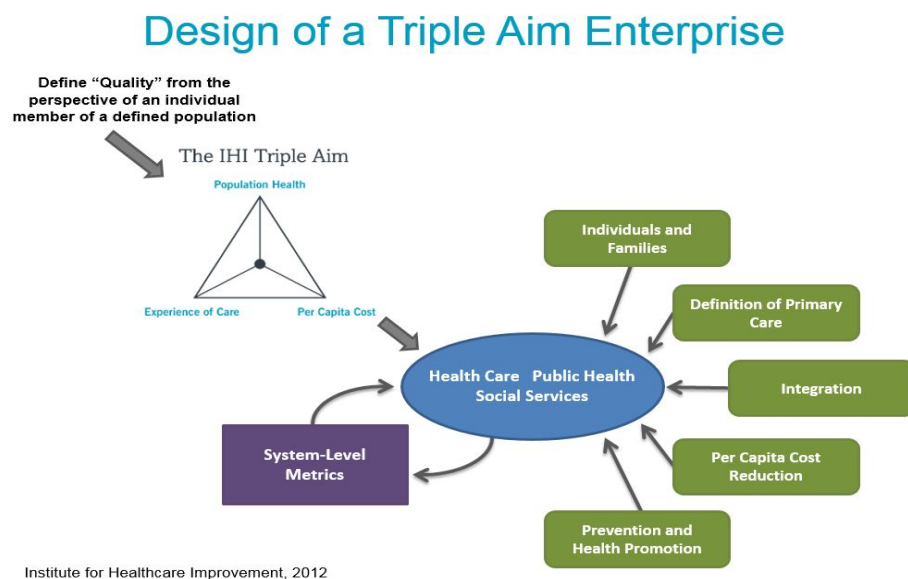 Design of a Triple Aim Enterprise
Define “Quality” from the
perspective of an individual
member of a defined population
The IHI Triple Aim
Population Health
Experience of Care
Per Capita Cost
Individuals and
Families
Definition of Primary
Care
Health Care   Public Health
Social Services
Integration
System-Level
Metrics
Per Capita Cost
Reduction
Prevention and
Health Promotion
Institute for Healthcare Improvement, 2012